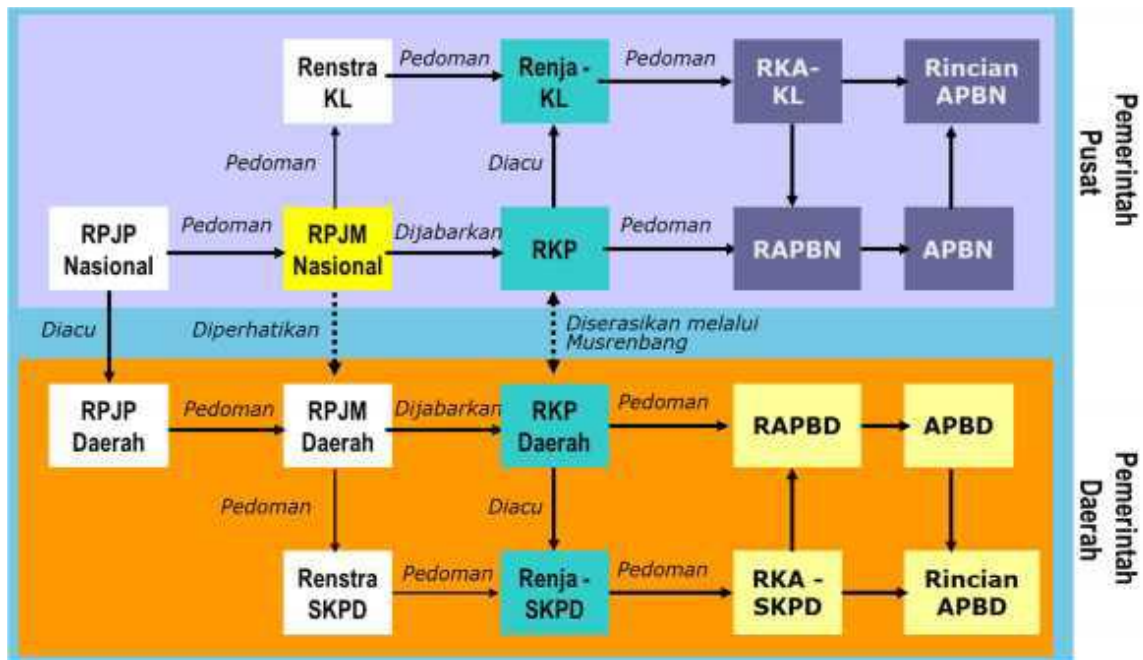 Renstra
KL
Pedoman
Renja -
KL
Pedoman
RKA-
KL
Rincian
APBN
Pemerintah
Pusat
Pedoman
Diacu
RPJP
Nasional
Pedoman
RPJM
Nasional
Dijabarkan
RKP
Pedoman
RAPBN
APBN
Diacu
Diperhatikan
Diserasikan melalui
Musrenbang
RPJP
Daerah
Pedoman
RPJM
Daerah
Dijabarkan
RKP
Daerah
Pedoman
RAPBD
APBD
Pemerintah
Daerah
Pedoman
Diacu
Renstra
SKPD
Pedoman
Renja -
SKPD
Pedoman
RKA -
SKPD
Rincian
APBD